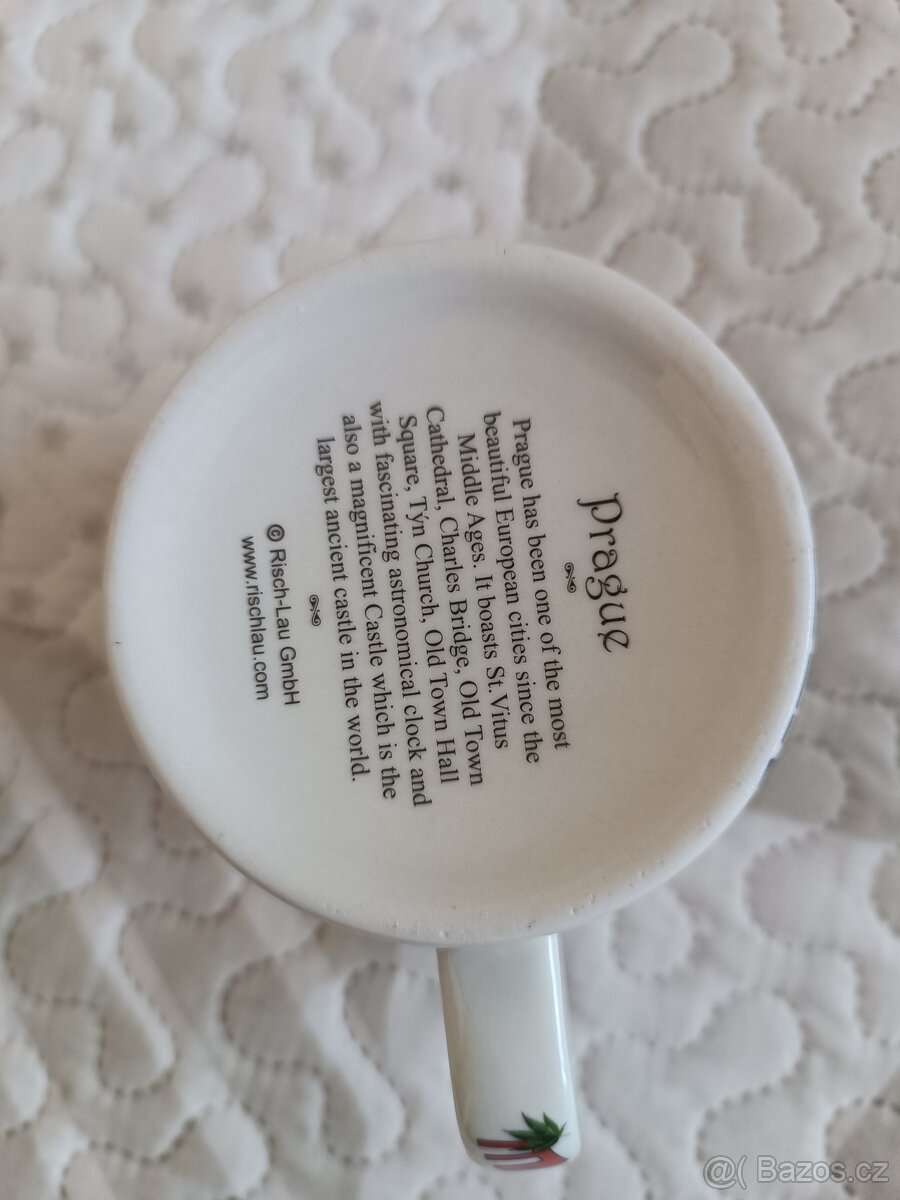 Prague
Prague has been one of the most
beautiful European cities since the
Middle Ages. It boasts St. Vitus
Cathedral, Charles Bridge, Old Town
Square, Týn Church, Old Town Hall
with fascinating astronomical clock and
also a magnificent Castle which is the
largest ancient castle in the world.
© Risch-Lau GmbH
www.rischlau.com
@( Bazos.cz